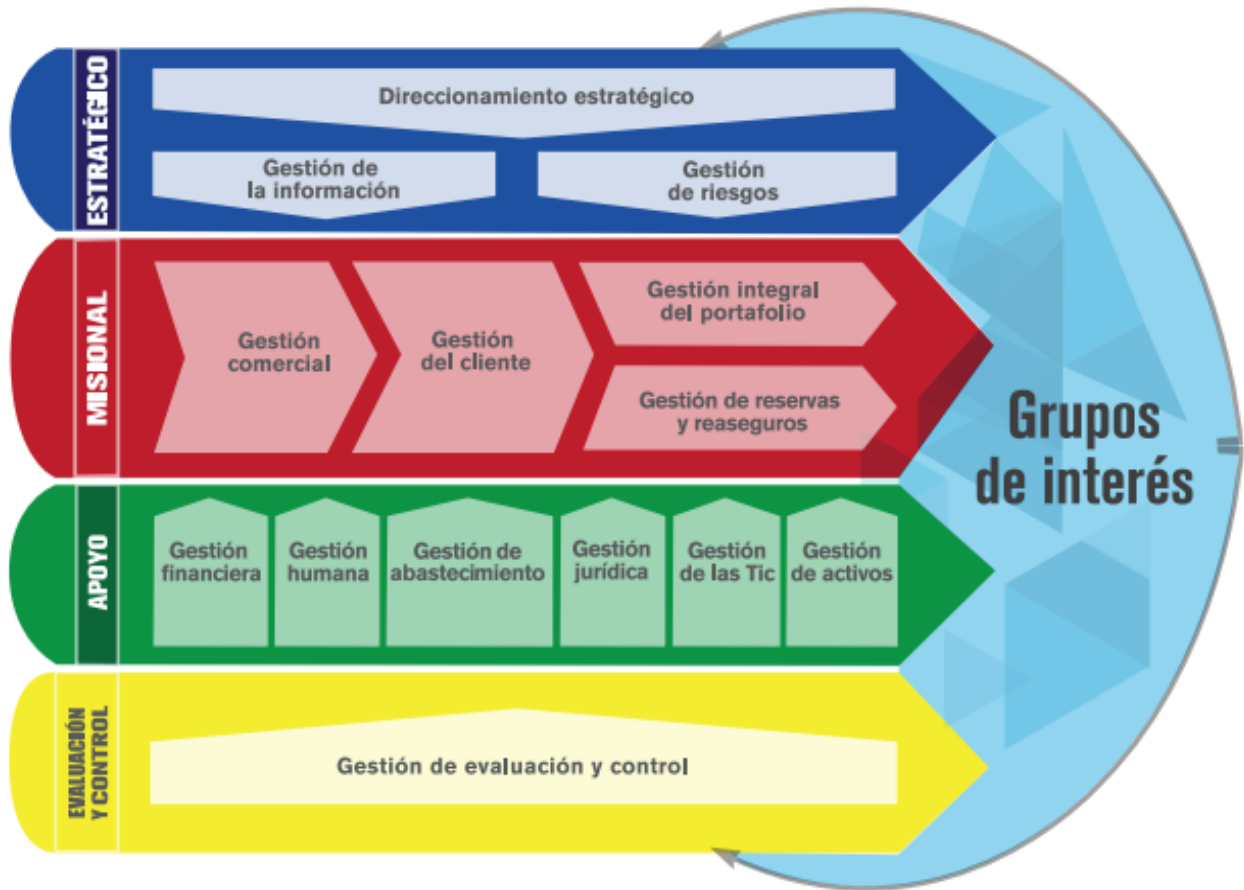 ESTRATÉGICO
Direccionamiento estratégico
Gestión de
la información
Gestión
de riesgos
MISIONAL
Gestión
comercial
Gestión
del cliente
Gestión integral
del portafolio
Gestión de reservas
y reaseguros
APOYO
Gestión
financiera
Gestión
humana
Gestión de
abastecimiento
Gestión
jurídica
Gestión
de las Tic
Gestión
de activos
EVALUACIÓN
Y CONTROL
Gestión de evaluación y control
Grupos
de interés